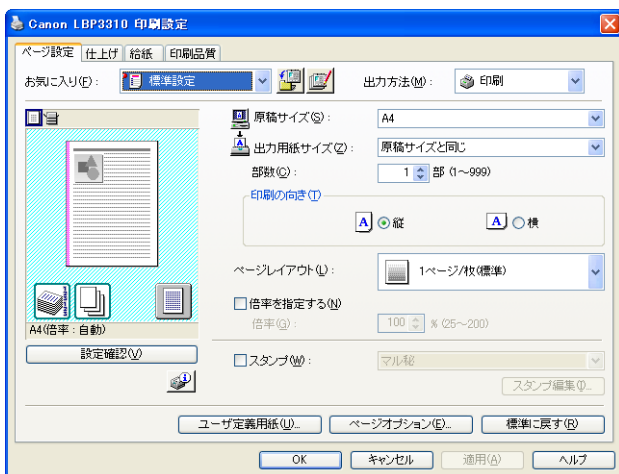 Canon LBP3310 印刷設定
ページ設定 仕上げ 給紙 印刷品質
お気に入り(F): 標準設定 出力方法(M): 印刷
原稿サイズ(S): A4
出力用紙サイズ(Z): 原稿サイズと同じ
部数(C): 1 部 (1～999)
印刷の向き(T)
A 縦 A 横
ページレイアウト(L): 1ページ/枚(標準)
倍率を指定する(N)
倍率(G): 100 % (25～200)
A4(倍率:自動)
設定確認(V)
スタンプ(W): マル秘
スタンプ編集(I)...
ユーザ定義用紙(U)... ページオプション(E)... 標準に戻す(R)
OK キャンセル 適用(A) ヘルプ